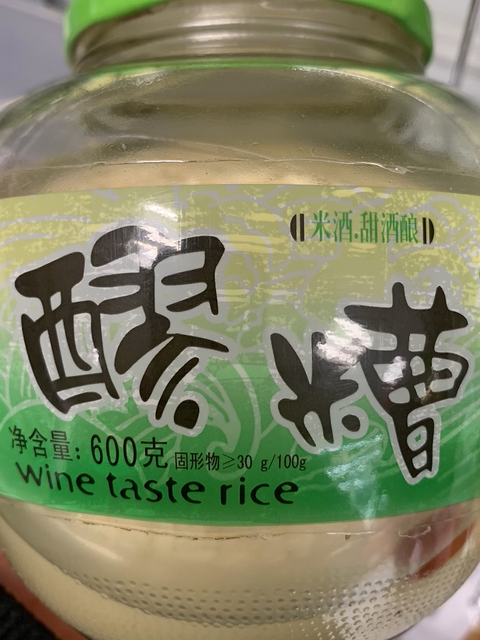 米酒.甜酒酿
醪糟
净含量: 600克 固形物≥30 g/100g
wine taste rice